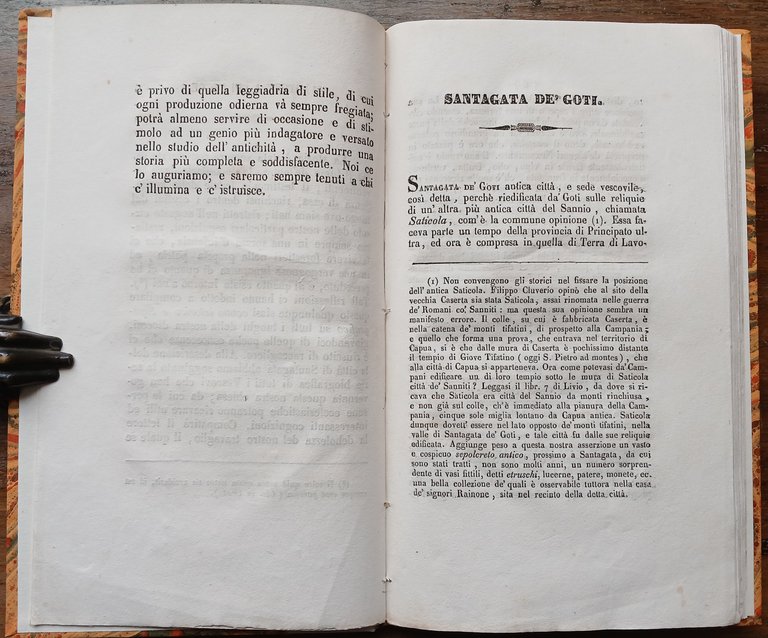 è privo di quella leggiadria di stile, di cui
ogni produzione odierna và sempre fregiata;
potrà almeno servire di occasione e di sti-
molo ad un genio più indagatore e versato
nello studio dell'antichità, a produrre una
storia più completa e soddisfacente. Noi ce
lo auguriamo; e saremo sempre tenuti a chi
c'illumina e c'istruisce.
SANTAGATA DE' GOTI.
SANTAGATA DE' GOTI antica città, e sede vescovile,
così detta, perchè riedificata da' Goti sulle reliquie
di un'altra più antica città del Sannio, chiamata
Saticola, com'è la commune opinione (1). Essa fa-
ceva parte un tempo della provincia di Principato ul-
tra, ed ora è compresa in quella di Terra di Lavo-
(1) Non convengono gli storici nel fissare la posizione
dell'antica Saticola. Filippo Cluverio opinò che al sito della
vecchia Caserta sia stata Saticola, assai rinomata nelle guerra
de' Romani co' Sanniti: ma questa sua opinione sembra un
manifesto errore. Il colle, su cui è fabbricata Caserta, è
nella catena de' monti tifatini, di prospetto alla Campania;
e quello che forma una prova, che entrava nel territorio di
Capua, si è che dalle mura di Caserta è pochissimo distante
il tempio di Giove Tifatino (oggi S. Pietro ad montes), che alla
città di Capua si apparteneva. Ora come potevasi da' Cam-
pani edificare un di loro tempio sotto le mura di Saticola
città de' Sanniti? Leggasi il libr. 7 di Livio, da dove si ri-
cava che Saticola era città del Sannio da monti rinchiusa,
e non già sul colle, ch'è immediato alla pianura della Cam-
pania, cinque sole miglia lontano da Capua antica. Saticola
dunque dovett' essere nel lato opposto de' monti tifatini, nella
valle di Santagata de' Goti, e tale città fu dalle sue reliquie
edificata. Aggiunge peso a questa nostra asserzione un vasto
e cospicuo sepolcreto antico, prossimo a Santagata, da cui
sono stati tratti, non sono molti anni, un numero sorpren-
dente di vasi fittili, detti etruschi, lucerne, patere, monete, ec.
una bella collezione de' quali è osservabile tuttora nella casa
de' signori Rainone, sita nel recinto della detta città.